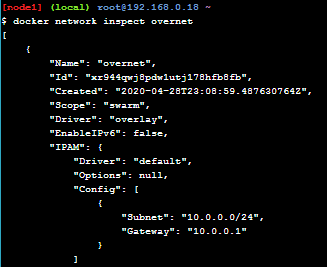 [node1] (local) root@192.168.0.18 ~
$ docker network inspect overnet
[
    {
        "Name": "overnet",
        "Id": "xr944qwj8pdwlutj178hfb8fb",
        "Created": "2020-04-28T23:08:59.487630764Z",
        "Scope": "swarm",
        "Driver": "overlay",
        "EnableIPv6": false,
        "IPAM": {
            "Driver": "default",
            "Options": null,
            "Config": [
                {
                    "Subnet": "10.0.0.0/24",
                    "Gateway": "10.0.0.1"
                }
            ]